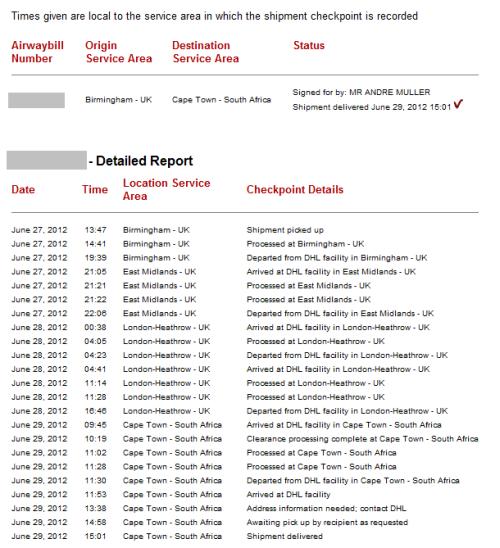 Times given are local to the service area in which the shipment checkpoint is recorded
Airwaybill Number Origin Service Area Destination Service Area Status
Birmingham - UK Cape Town - South Africa Signed for by: MR ANDRE MULLER
Shipment delivered June 29, 2012 15:01
- Detailed Report
Date Time Location Service Area Checkpoint Details
June 27, 2012 13:47 Birmingham - UK Shipment picked up
June 27, 2012 14:41 Birmingham - UK Processed at Birmingham - UK
June 27, 2012 19:39 Birmingham - UK Departed from DHL facility in Birmingham - UK
June 27, 2012 21:05 East Midlands - UK Arrived at DHL facility in East Midlands - UK
June 27, 2012 21:21 East Midlands - UK Processed at East Midlands - UK
June 27, 2012 21:22 East Midlands - UK Processed at East Midlands - UK
June 27, 2012 22:06 East Midlands - UK Departed from DHL facility in East Midlands - UK
June 28, 2012 00:38 London-Heathrow - UK Arrived at DHL facility in London-Heathrow - UK
June 28, 2012 04:05 London-Heathrow - UK Processed at London-Heathrow - UK
June 28, 2012 04:23 London-Heathrow - UK Departed from DHL facility in London-Heathrow - UK
June 28, 2012 04:41 London-Heathrow - UK Arrived at DHL facility in London-Heathrow - UK
June 28, 2012 11:14 London-Heathrow - UK Processed at London-Heathrow - UK
June 28, 2012 11:28 London-Heathrow - UK Processed at London-Heathrow - UK
June 28, 2012 16:46 London-Heathrow - UK Departed from DHL facility in London-Heathrow - UK
June 29, 2012 09:45 Cape Town - South Africa Arrived at DHL facility in Cape Town - South Africa
June 29, 2012 10:19 Cape Town - South Africa Clearance processing complete at Cape Town - South Africa
June 29, 2012 11:02 Cape Town - South Africa Processed at Cape Town - South Africa
June 29, 2012 11:28 Cape Town - South Africa Processed at Cape Town - South Africa
June 29, 2012 11:30 Cape Town - South Africa Departed from DHL facility in Cape Town - South Africa
June 29, 2012 11:53 Cape Town - South Africa Arrived at DHL facility
June 29, 2012 13:38 Cape Town - South Africa Address information needed; contact DHL
June 29, 2012 14:58 Cape Town - South Africa Awaiting pick up by recipient as requested
June 29, 2012 15:01 Cape Town - South Africa Shipment delivered